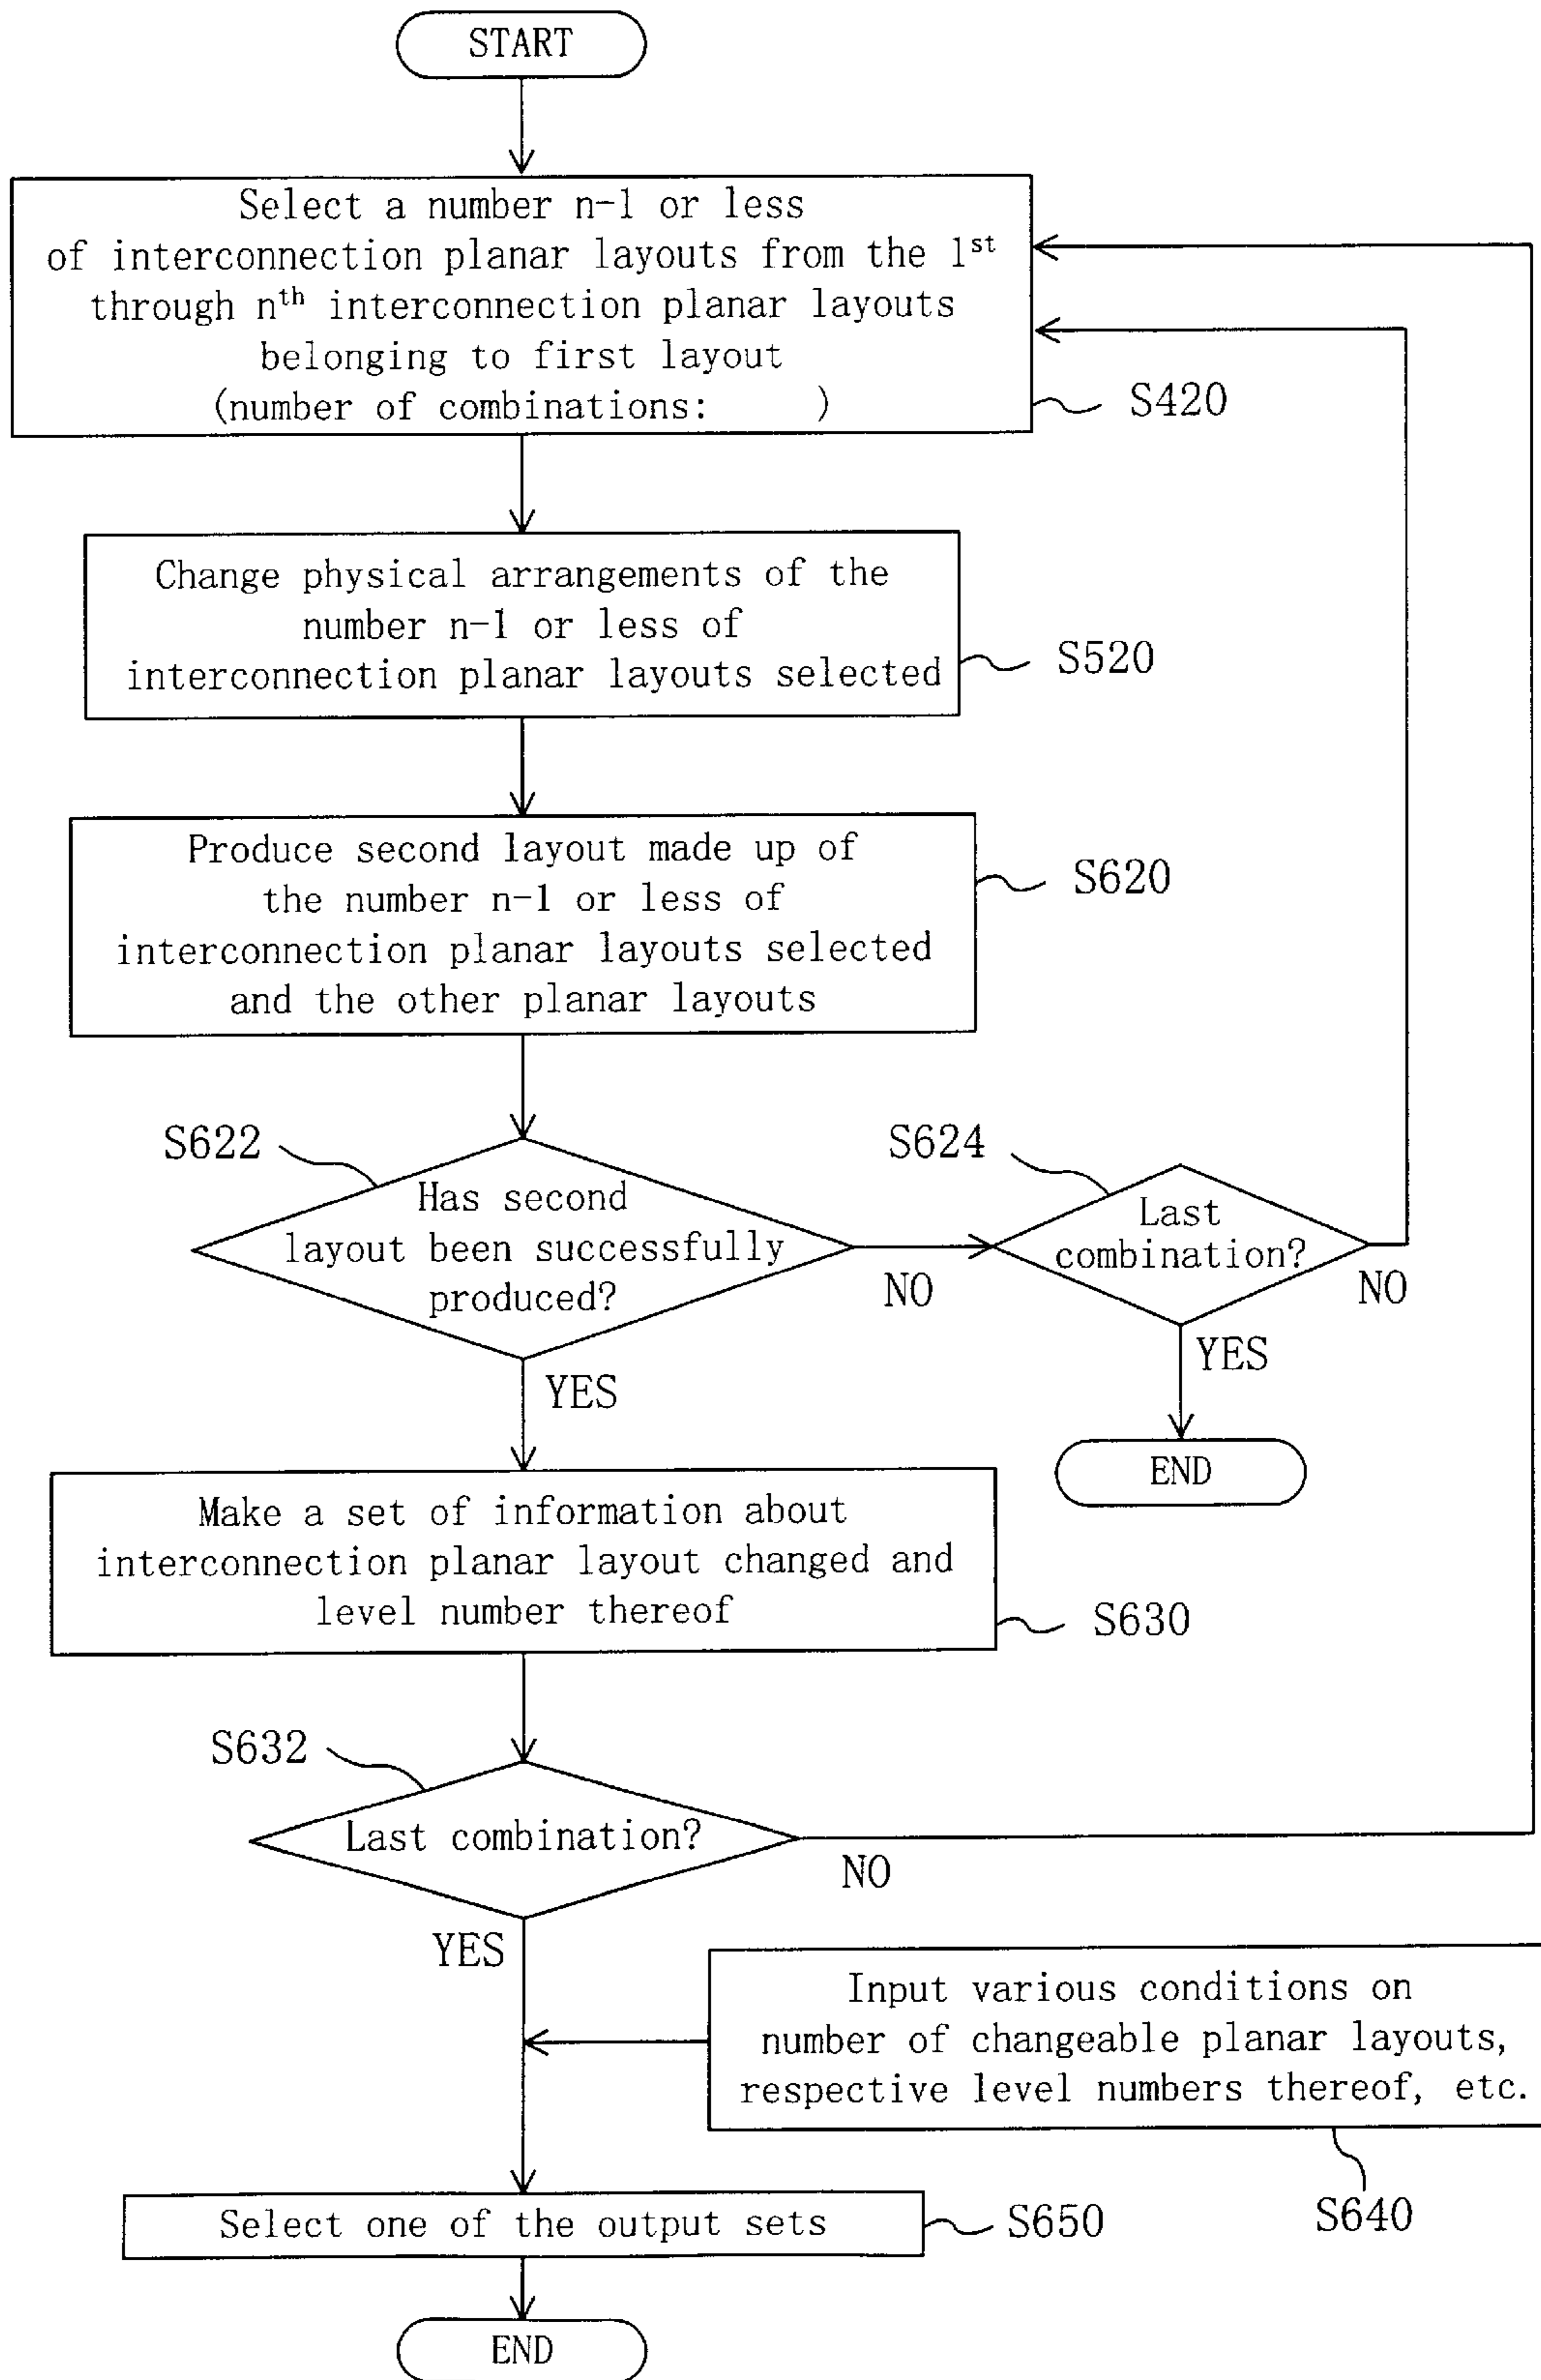 START
Select a number n-1 or less
of interconnection planar layouts from the 1st
through nth interconnection planar layouts
belonging to first layout
(number of combinations: )
S420
Change physical arrangements of the
number n-1 or less of
interconnection planar layouts selected
S520
Produce second layout made up of
the number n-1 or less of
interconnection planar layouts selected
and the other planar layouts
S620
S622
Has second
layout been successfully
produced?
NO
YES
S624
Last
combination?
NO
YES
END
Make a set of information about
interconnection planar layout changed and
level number thereof
S630
S632
Last combination?
NO
YES
Input various conditions on
number of changeable planar layouts,
respective level numbers thereof, etc.
S640
Select one of the output sets
S650
END